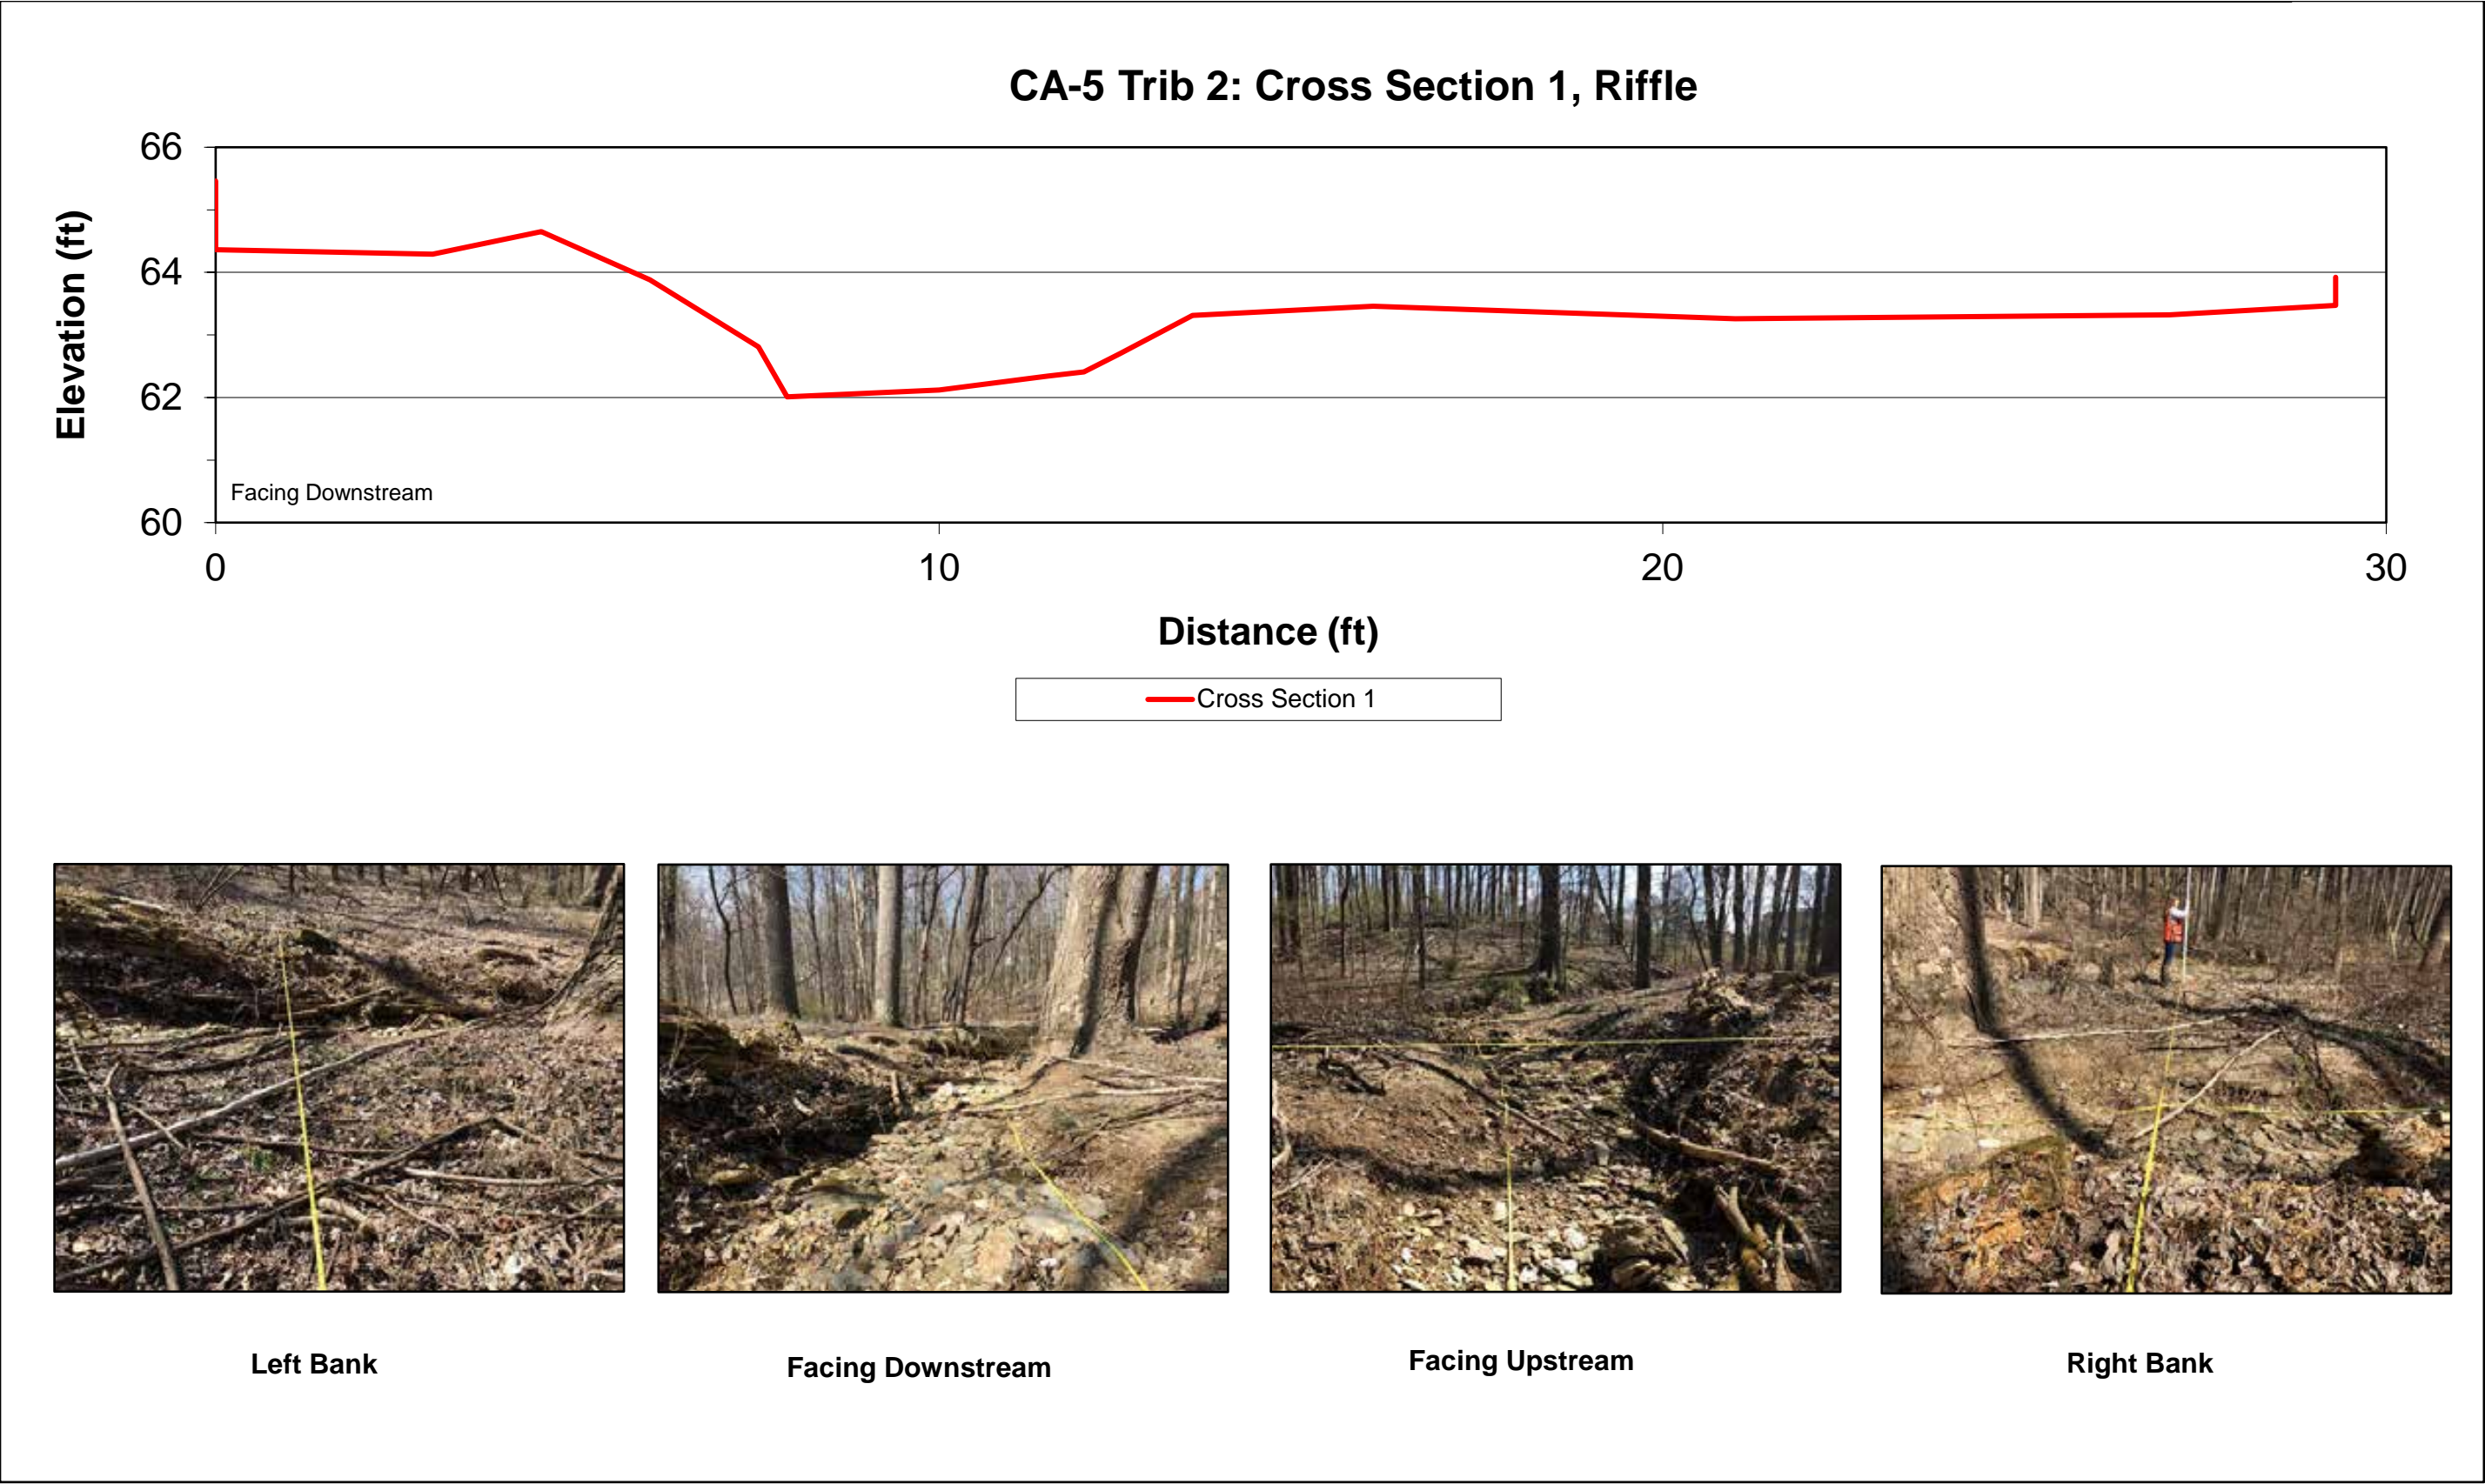 CA-5 Trib 2: Cross Section 1, Riffle
66
64
62
60
Elevation (ft)
Facing Downstream
0 10 20 30
Distance (ft)
Cross Section 1
Left Bank
Facing Downstream
Facing Upstream
Right Bank